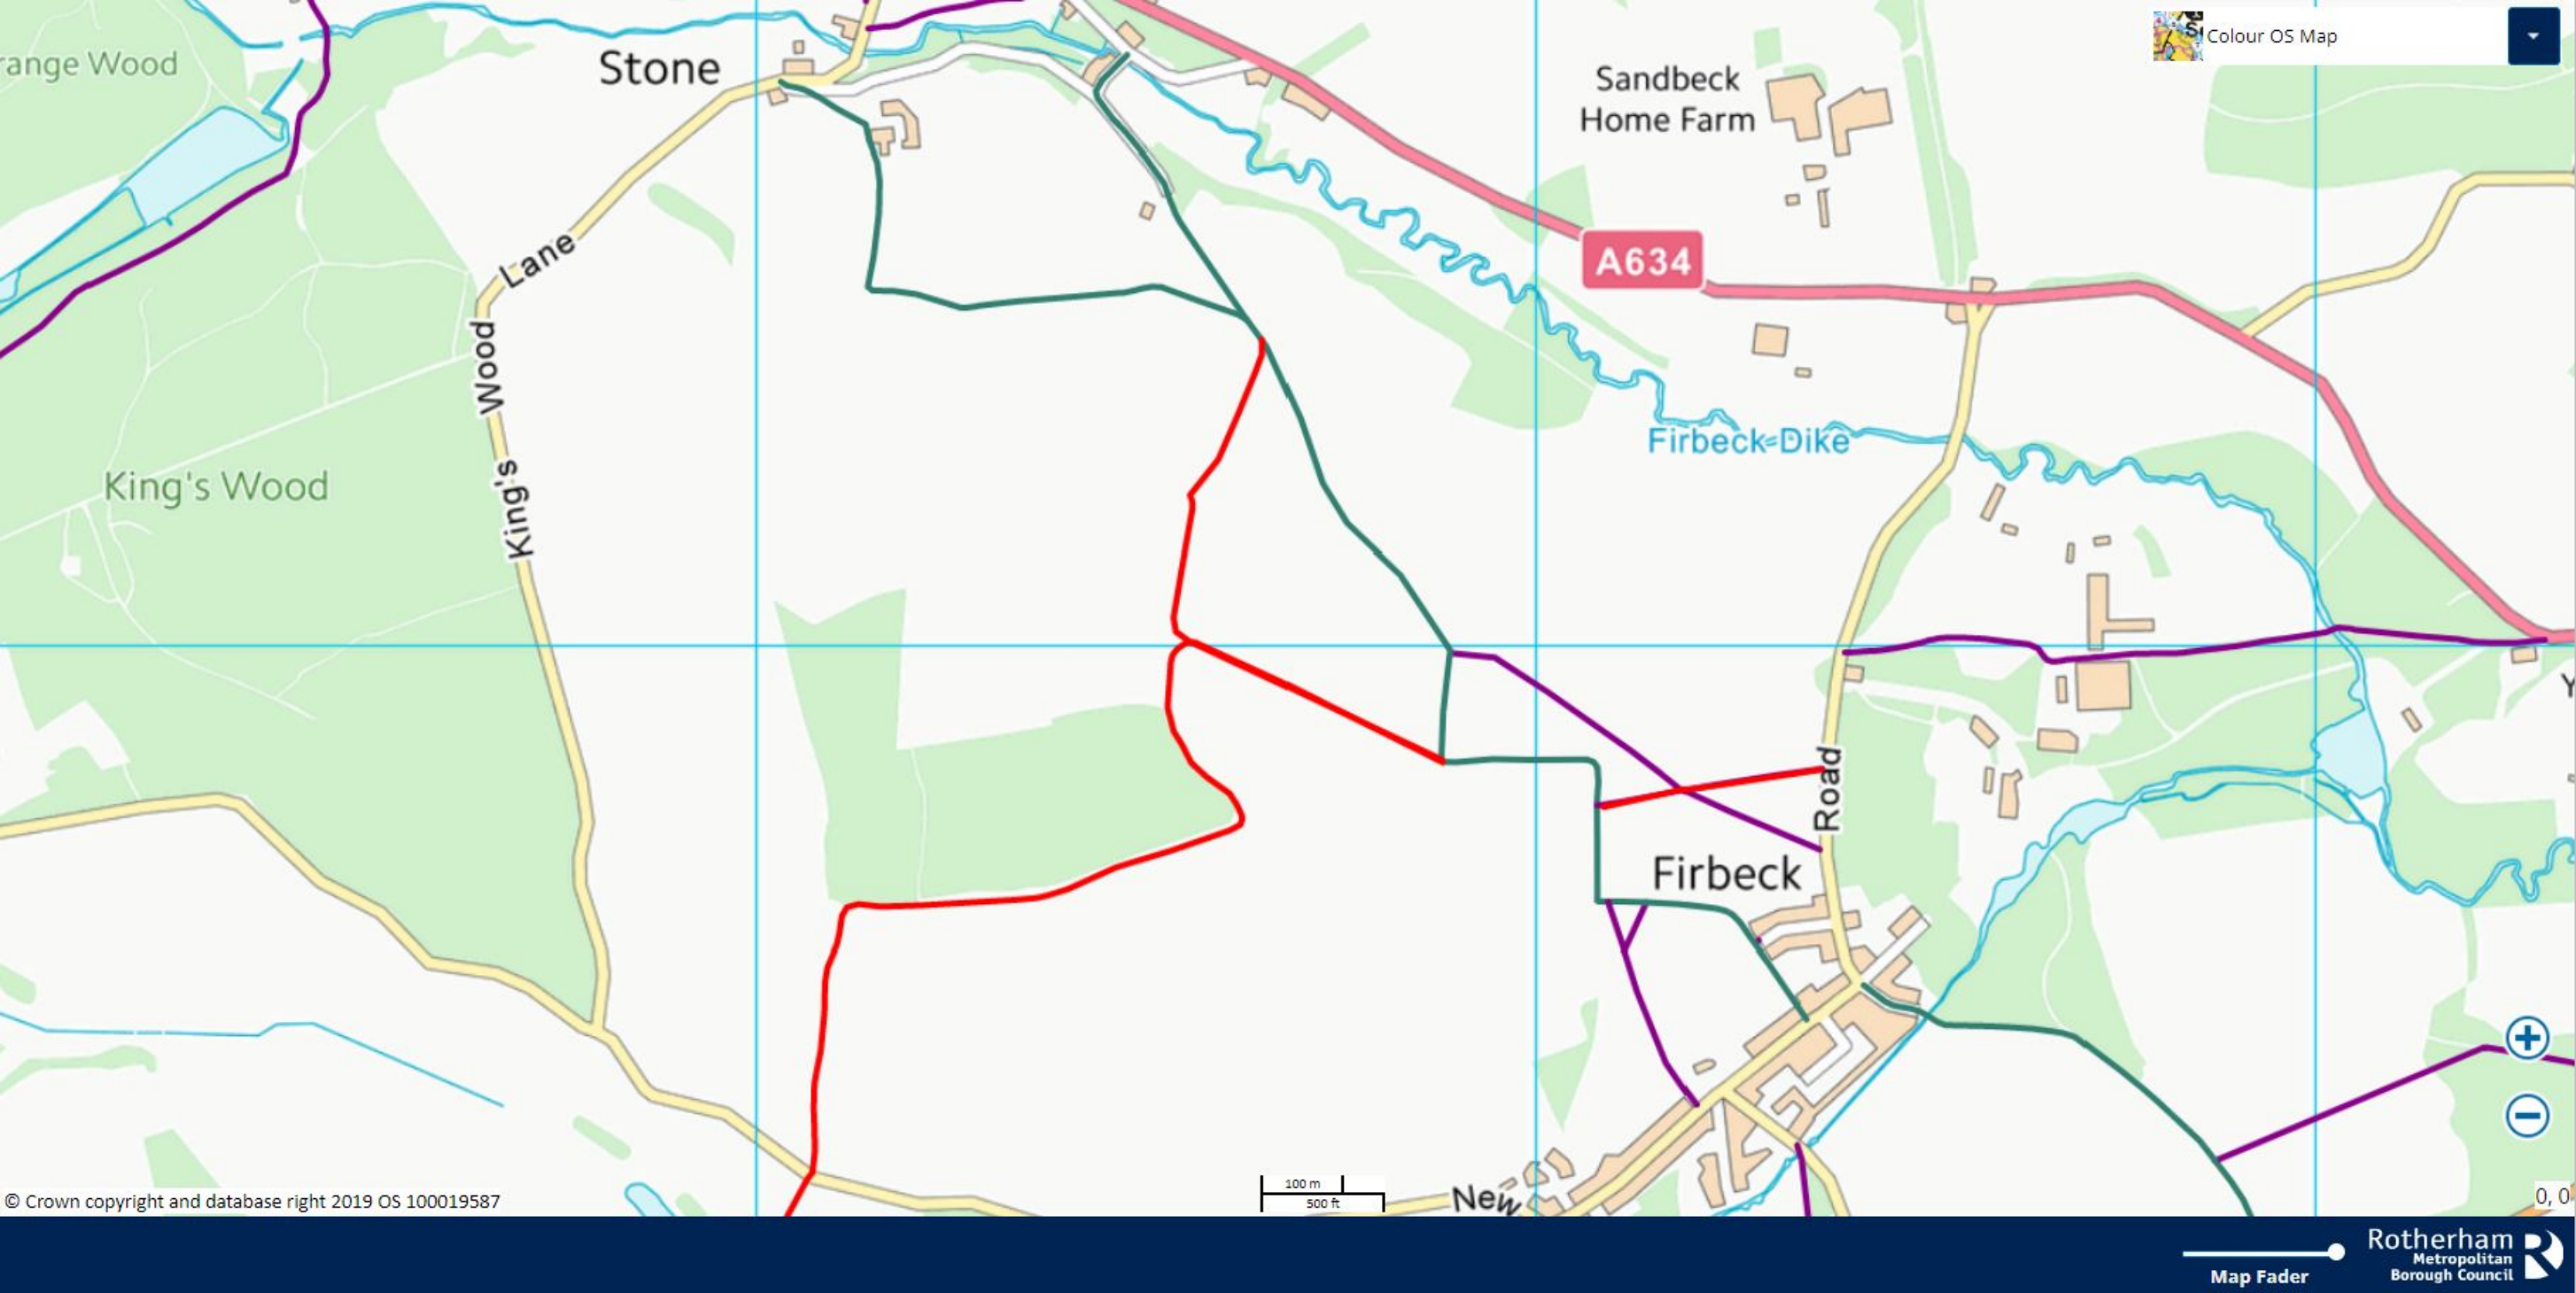 Colour OS Map
range Wood
Stone
Sandbeck
Home Farm
King's Wood Lane
A634
Firbeck Dike
King's Wood
Road
Firbeck
Y
New
100 m
500 ft
© Crown copyright and database right 2019 OS 100019587
0, 0
Map Fader
Rotherham
Metropolitan
Borough Council